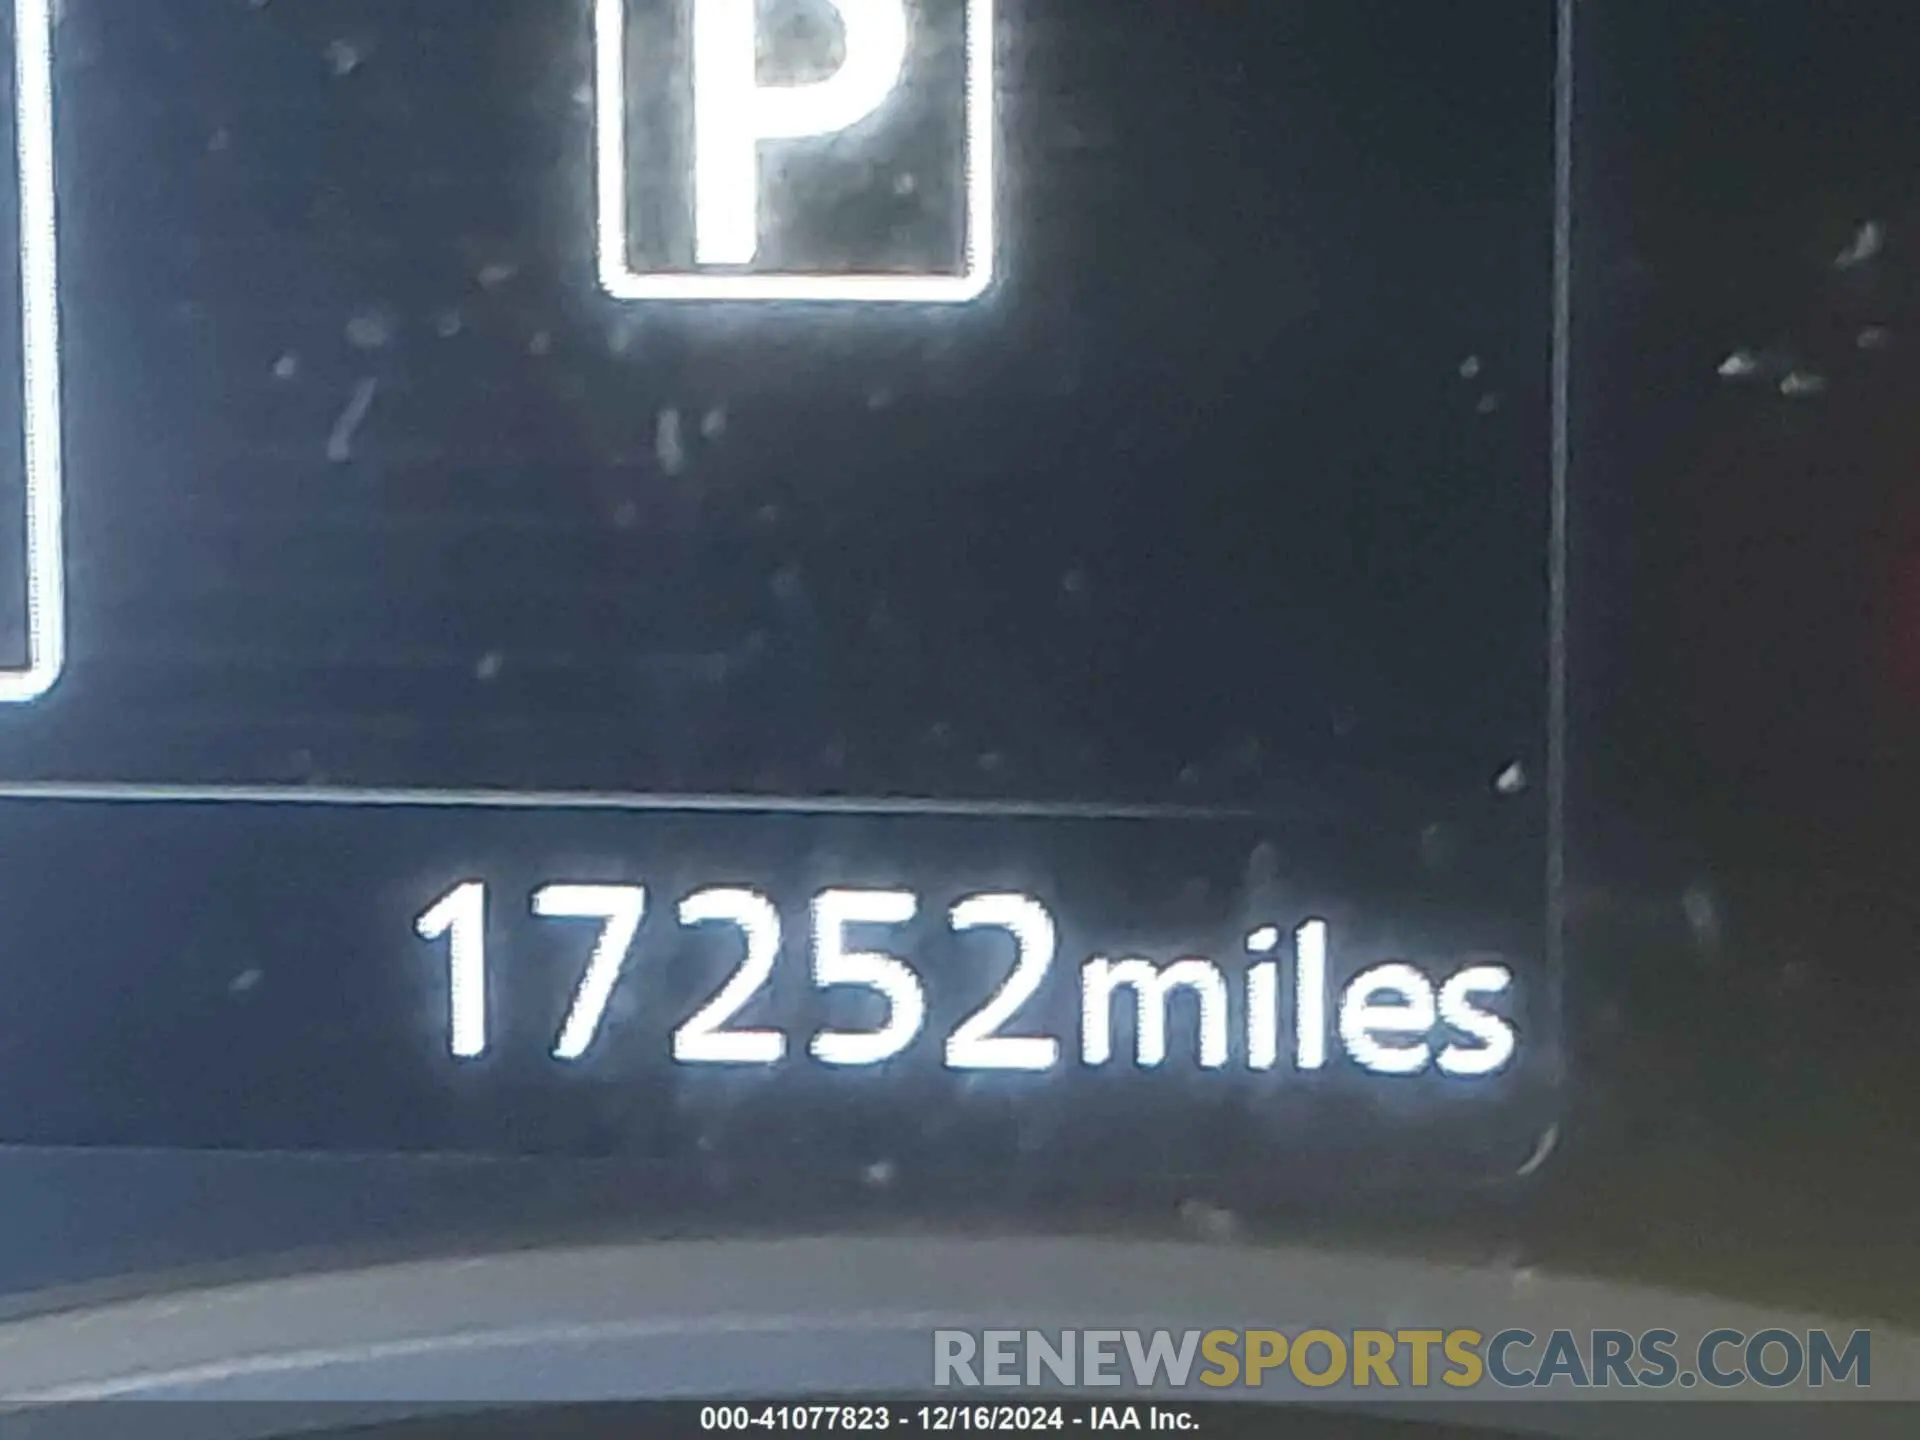 P
17252miles
RENEWSPORTSCARS.COM
000-41077823 - 12/16/2024 - IAA Inc.